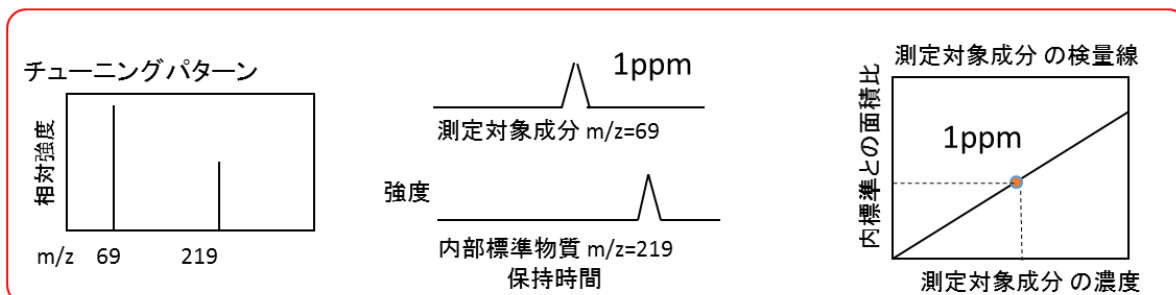 チューニングパターン
相対強度
m/z 69 219
1ppm
測定対象成分 m/z=69
強度
内部標準物質 m/z=219
保持時間
測定対象成分 の検量線
内標準との面積比
1ppm
測定対象成分 の濃度